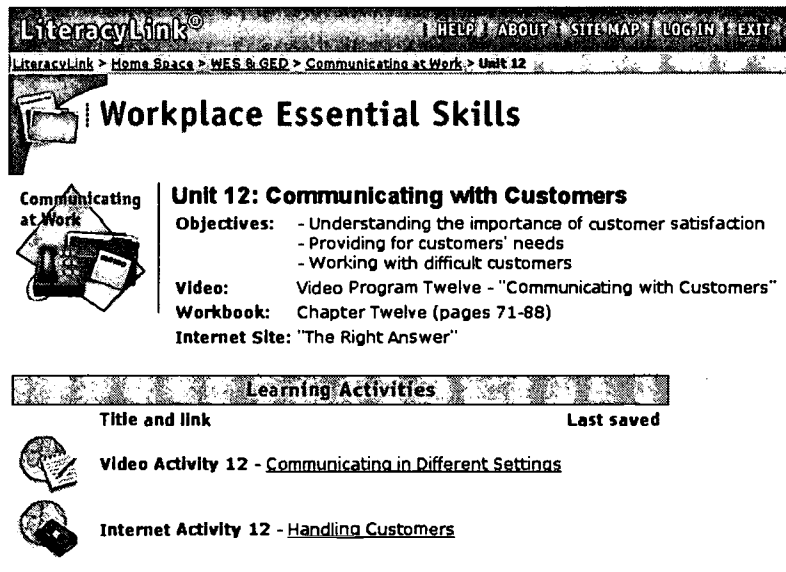 LiteracyLink®
HELP | ABOUT | SITE MAP | LOG IN | EXIT
LiteracyLink > Home Space > WES & GED > Communicating at Work > Unit 12
Workplace Essential Skills
Communicating
at Work
Unit 12: Communicating with Customers
Objectives: - Understanding the importance of customer satisfaction
- Providing for customers' needs
- Working with difficult customers
Video: Video Program Twelve - "Communicating with Customers"
Workbook: Chapter Twelve (pages 71-88)
Internet Site: "The Right Answer"
Learning Activities
Title and link Last saved
Video Activity 12 - Communicating in Different Settings
Internet Activity 12 - Handling Customers